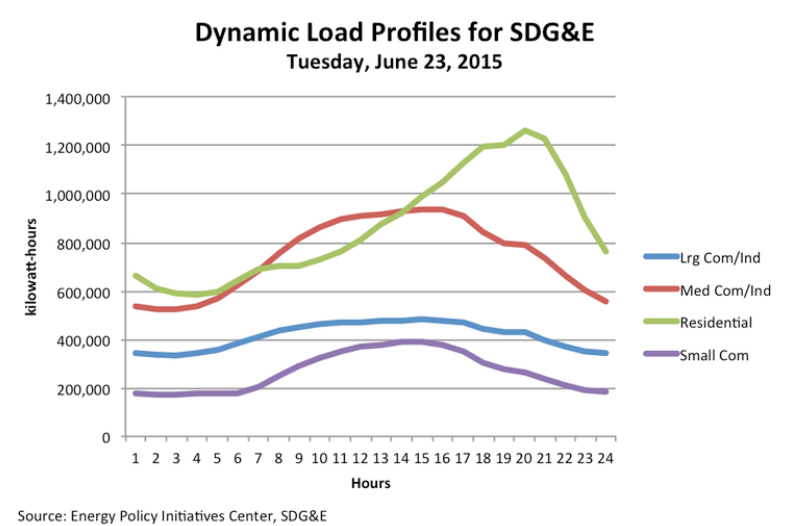 Dynamic Load Profiles for SDG&E
Tuesday, June 23, 2015
1,400,000
1,200,000
1,000,000
800,000
600,000
400,000
200,000
0
kilowatt-hours
1 2 3 4 5 6 7 8 9 10 11 12 13 14 15 16 17 18 19 20 21 22 23 24
Hours
Lrg Com/Ind
Med Com/Ind
Residential
Small Com
Source: Energy Policy Initiatives Center, SDG&E